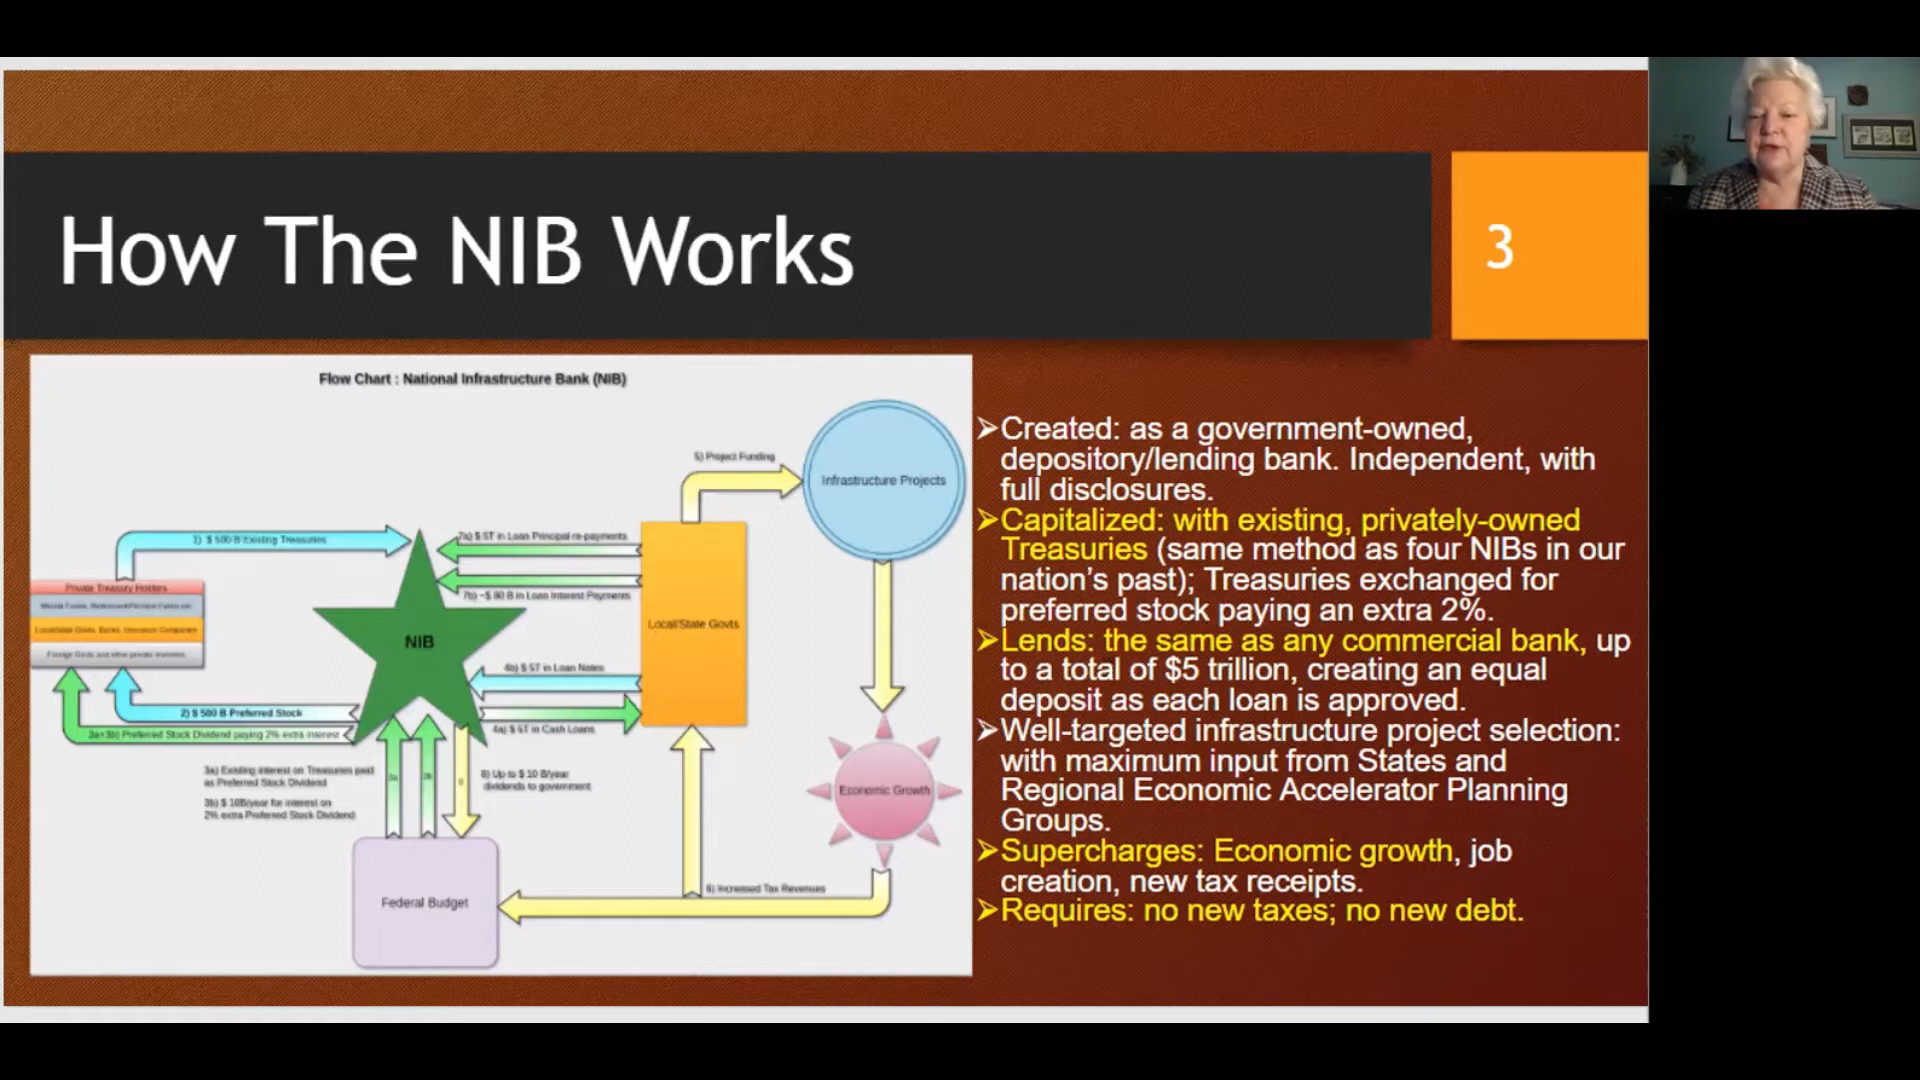 How The NIB Works
3
Flow Chart : National Infrastructure Bank (NIB)
5) Project Funding
Infrastructure Projects
1) $ 500 B Existing Treasuries
7a) $ 5T in Loan Principal re-payments
Private Treasury Holders
7b) ~$ 80 B in Loan Interest Payments
Local/State Govts, Banks, Insurance Companies
Local/State Govts
NIB
4b) $ 5T in Loan Notes
2) $ 500 B Preferred Stock
4a) $ 5T in Cash Loans
3a+3b) Preferred Stock Dividend paying 2% extra interest
3a) Existing interest on Treasuries paid
as Preferred Stock Dividend
3b) $ 10B/year for interest on
2% extra Preferred Stock Dividend
3a
3b
8
8) Up to $ 10 B/year
dividends to government
Economic Growth
6) Increased Tax Revenues
Federal Budget
➢Created: as a government-owned,
depository/lending bank. Independent, with
full disclosures.
➢Capitalized: with existing, privately-owned
Treasuries (same method as four NIBs in our
nation’s past); Treasuries exchanged for
preferred stock paying an extra 2%.
➢Lends: the same as any commercial bank, up
to a total of $5 trillion, creating an equal
deposit as each loan is approved.
➢Well-targeted infrastructure project selection:
with maximum input from States and
Regional Economic Accelerator Planning
Groups.
➢Supercharges: Economic growth, job
creation, new tax receipts.
➢Requires: no new taxes; no new debt.